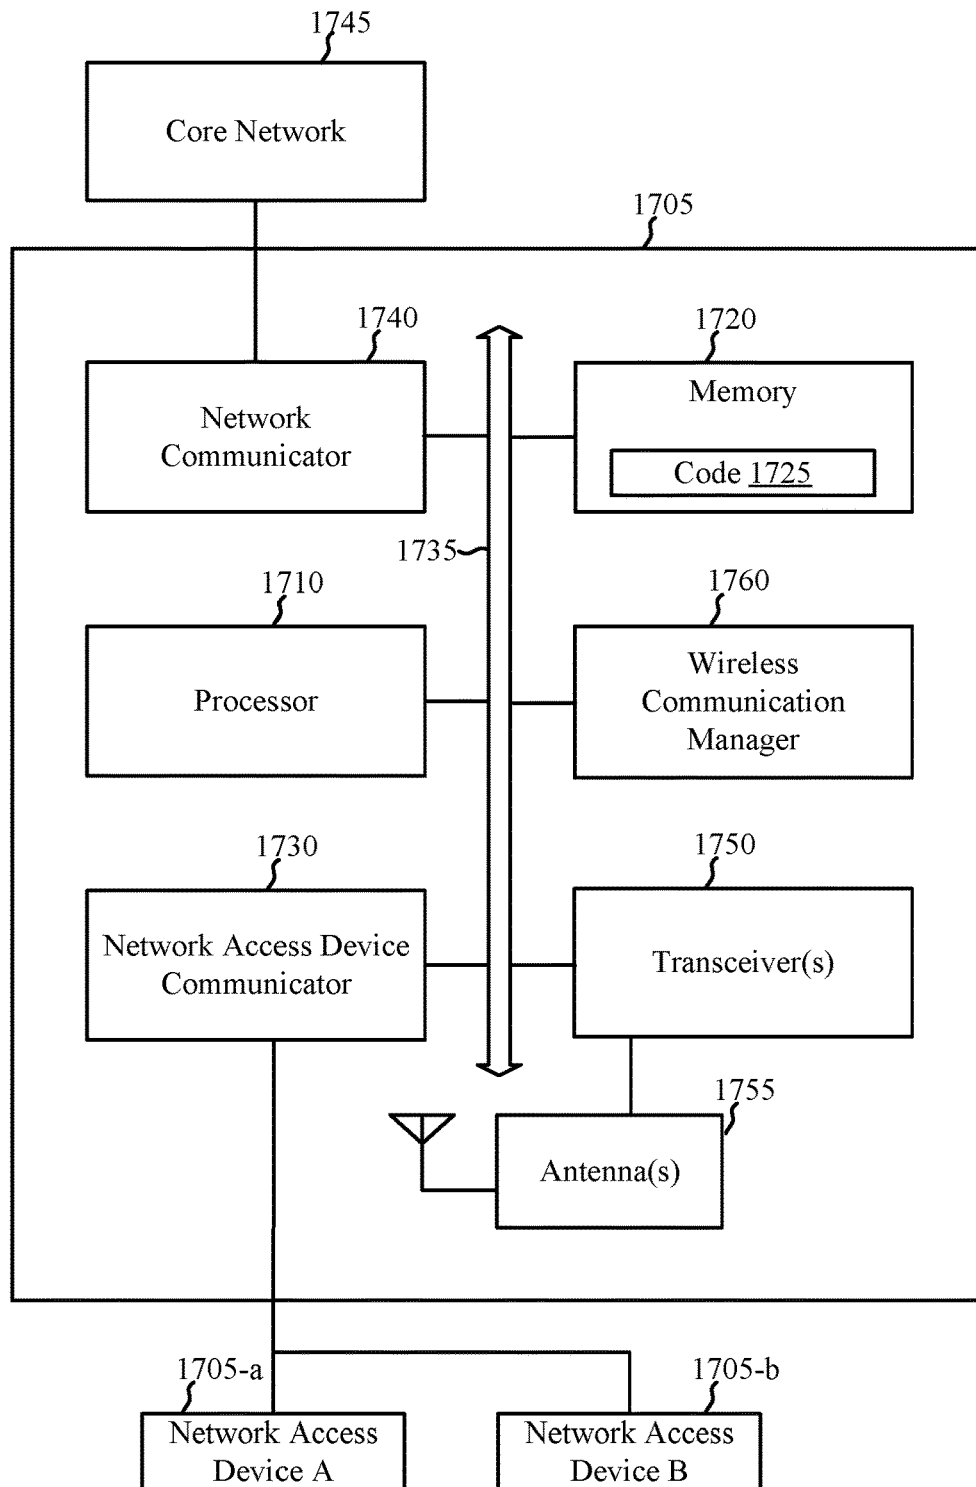 1745
Core Network
1705
1740
1720
Network
Communicator
Memory
Code 1725
1735
1710
1760
Processor
Wireless
Communication
Manager
1730
1750
Network Access Device
Communicator
Transceiver(s)
1755
Antenna(s)
1705-a
1705-b
Network Access
Device A
Network Access
Device B